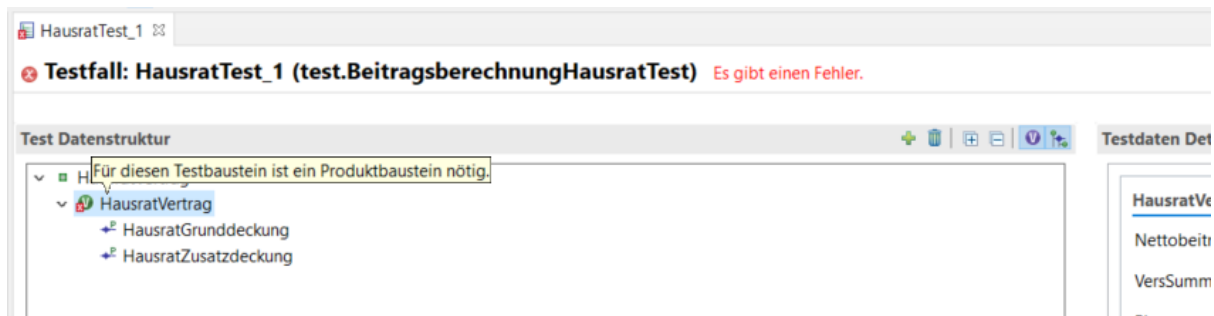 HausratTest_1
Testfall: HausratTest_1 (test.BeitragsberechnungHausratTest) Es gibt einen Fehler.
Test Datenstruktur
Testdaten Det
Für diesen Testbaustein ist ein Produktbaustein nötig.
HausratVertrag
HausratVe
HausratGrunddeckung
Nettobeitr
HausratZusatzdeckung
VersSumm